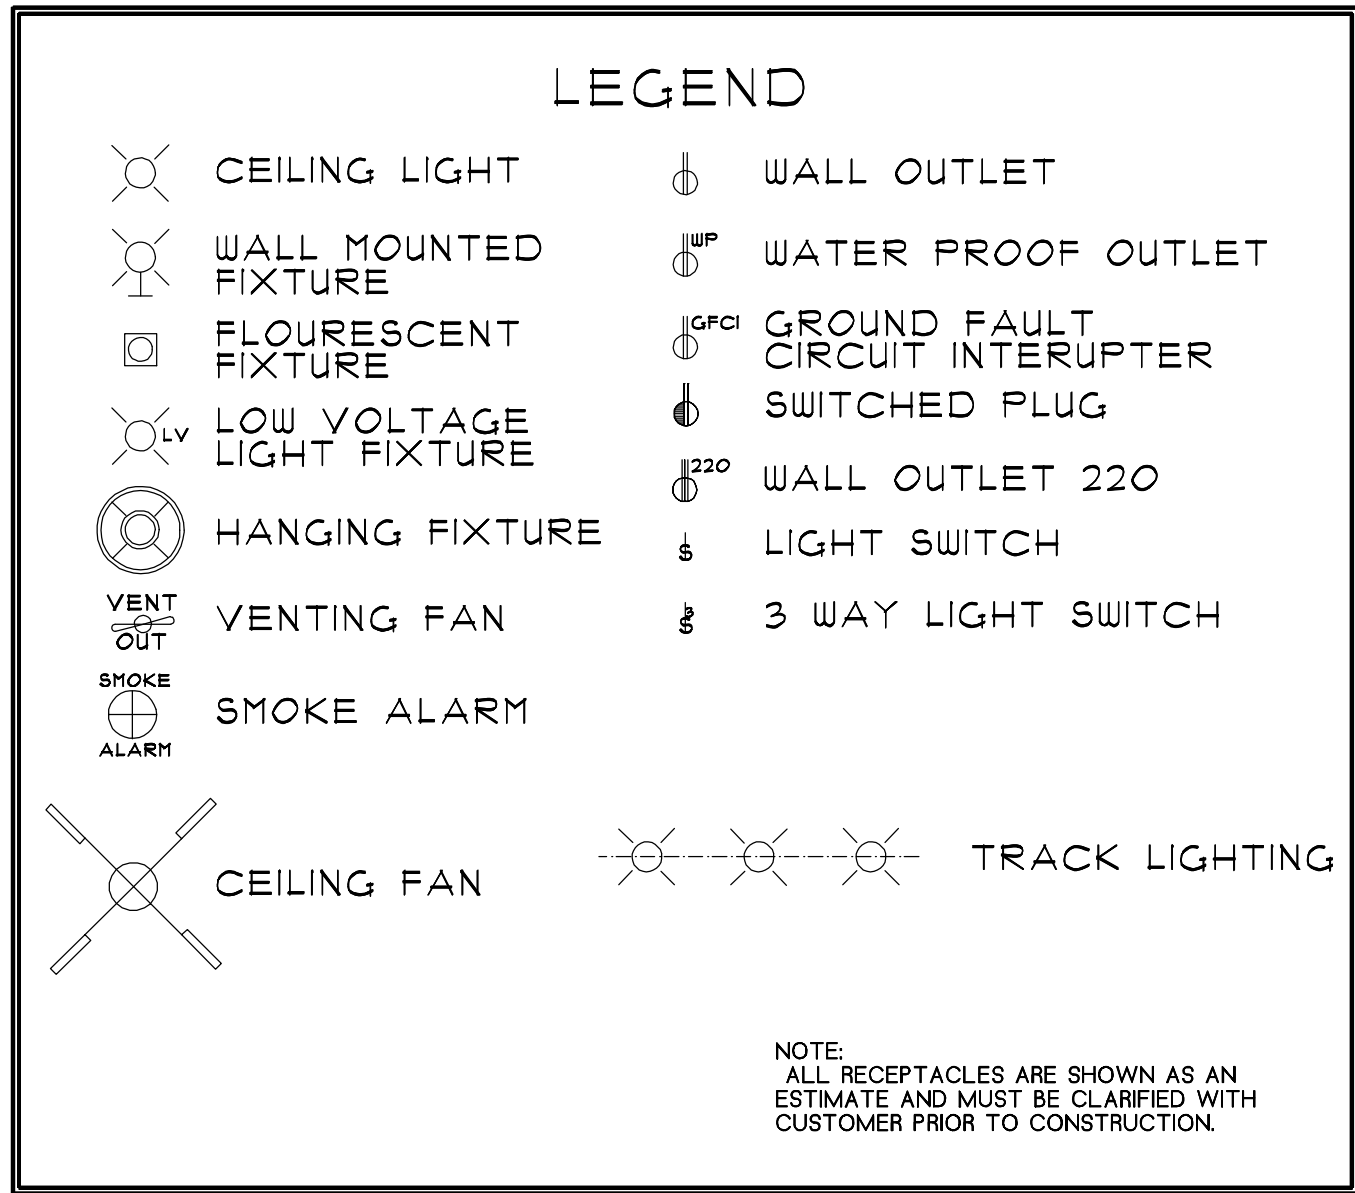 LEGEND
CEILING LIGHT
WALL MOUNTED
FIXTURE
FLOURESCENT
FIXTURE
LV
LOW VOLTAGE
LIGHT FIXTURE
HANGING FIXTURE
VENT
OUT
VENTING FAN
SMOKE
ALARM
SMOKE ALARM
CEILING FAN
WALL OUTLET
WP
WATER PROOF OUTLET
GFCI
GROUND FAULT
CIRCUIT INTERUPTER
SWITCHED PLUG
220
WALL OUTLET 220
$
LIGHT SWITCH
3
$
3 WAY LIGHT SWITCH
TRACK LIGHTING
NOTE:
ALL RECEPTACLES ARE SHOWN AS AN
ESTIMATE AND MUST BE CLARIFIED WITH
CUSTOMER PRIOR TO CONSTRUCTION.